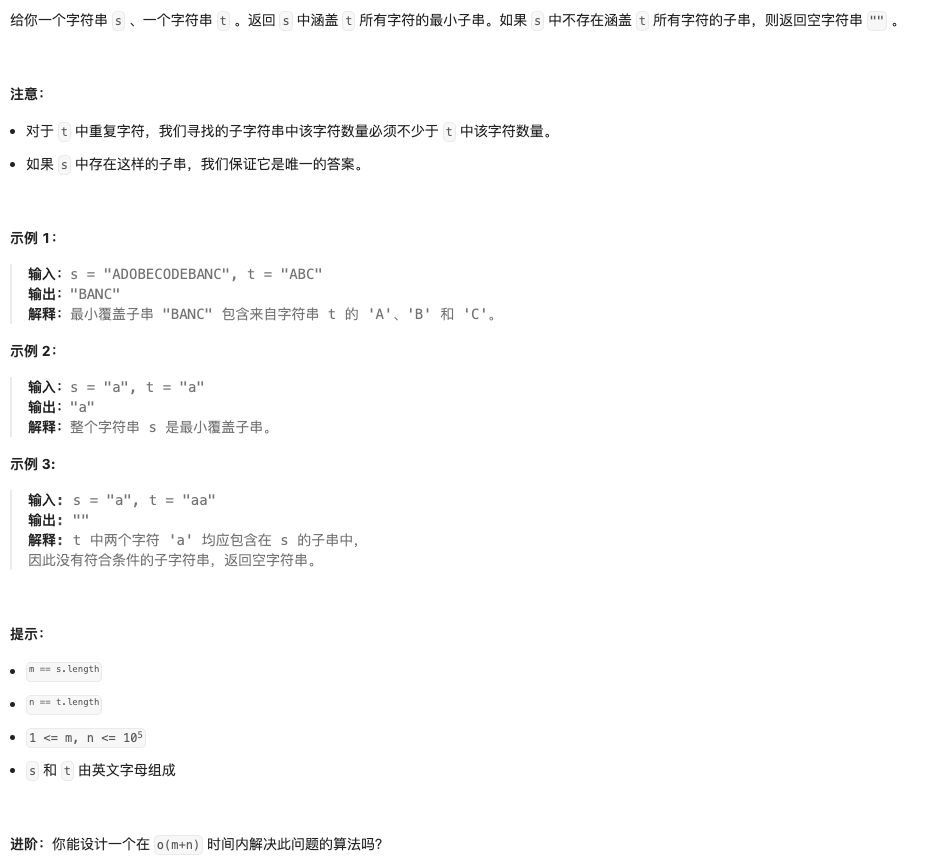 给你一个字符串 s 、一个字符串 t 。返回 s 中涵盖 t 所有字符的最小子串。如果 s 中不存在涵盖 t 所有字符的子串，则返回空字符串 "" 。
注意：
• 对于 t 中重复字符，我们寻找的子字符串中该字符数量必须不少于 t 中该字符数量。
• 如果 s 中存在这样的子串，我们保证它是唯一的答案。
示例 1：
输入：s = "ADOBECODEBANC", t = "ABC"
输出："BANC"
解释：最小覆盖子串 "BANC" 包含来自字符串 t 的 'A'、'B' 和 'C'。
示例 2：
输入：s = "a", t = "a"
输出："a"
解释：整个字符串 s 是最小覆盖子串。
示例 3:
输入: s = "a", t = "aa"
输出: ""
解释: t 中两个字符 'a' 均应包含在 s 的子串中，
因此没有符合条件的子字符串，返回空字符串。
提示：
• m == s.length
• n == t.length
• 1 <= m, n <= 10⁵
• s 和 t 由英文字母组成
进阶：你能设计一个在 o(m+n) 时间内解决此问题的算法吗？